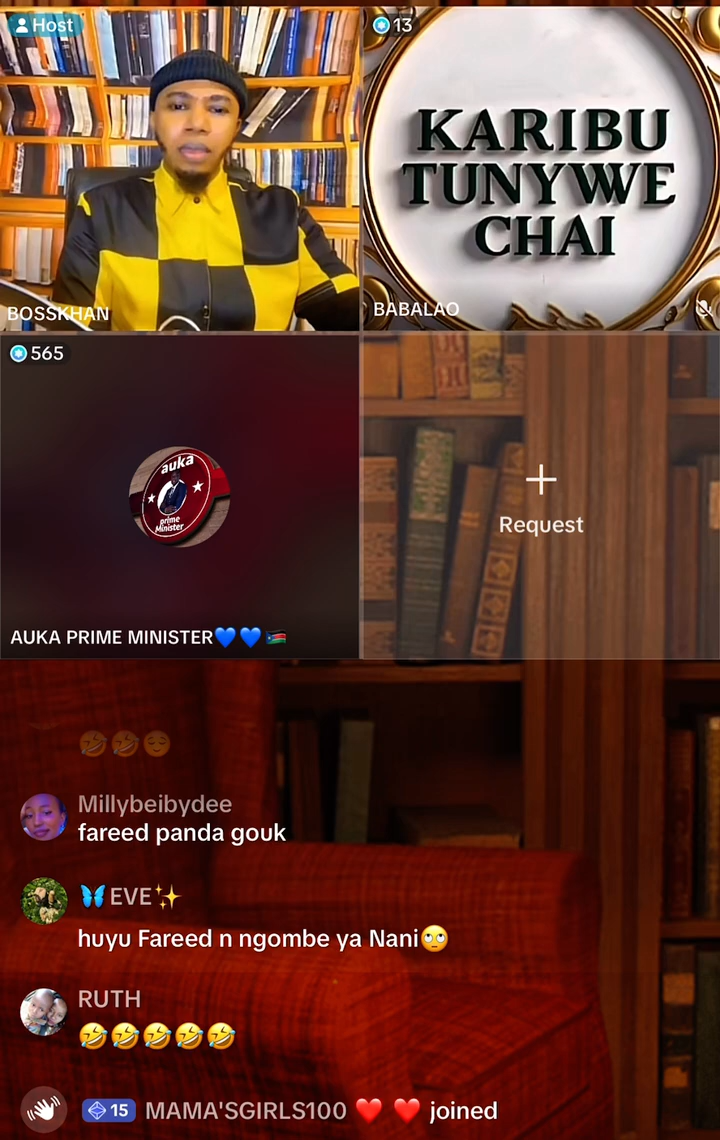 Host
13
KARIBU
TUNYWE
CHAI
BOSSKHAN
BABALAO
565
auka
prime
Minister
Request
AUKA PRIME MINISTER💙💙🇸🇸
🤣🤣😌
Millybeibydee
fareed panda gouk
🦋EVE✨
huyu Fareed n ngombe ya Nani🙄
RUTH
🤣🤣🤣🤣🤣
15 MAMA'SGIRLS100 ❤️ ❤️ joined